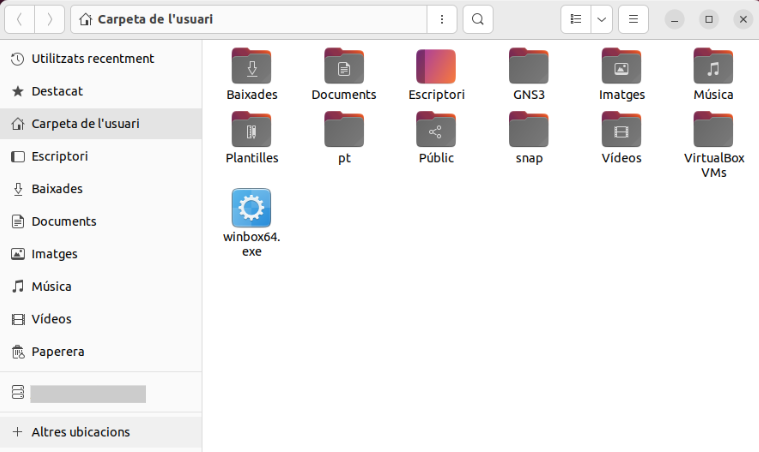 Carpeta de l'usuari
Utilitzats recentment
Destacat
Carpeta de l'usuari
Escriptori
Baixades
Documents
Imatges
Música
Vídeos
Paperera
Altres ubicacions
Baixades Documents Escriptori GNS3 Imatges Música
Plantilles pt Públic snap Vídeos VirtualBox
VMs
winbox64.
exe